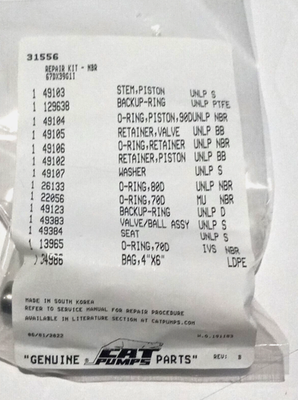 31556
REPAIR KIT - NBR
67DX39G1I
1 49103 STEM,PISTON UNLP S
1 129638 BACKUP-RING UNLP PTFE
1 49104 O-RING,PISTON,90D UNLP NBR
1 49105 RETAINER,VALVE UNLP BB
1 49106 O-RING,RETAINER UNLP NBR
1 49102 RETAINER,PISTON UNLP BB
1 49107 WASHER UNLP S
1 26133 O-RING,80D UNLP NBR
1 22056 O-RING,70D MU NBR
1 49123 BACKUP-RING UNLP D
1 49383 VALVE/BALL ASSY UNLP S
1 49384 SEAT UNLP S
1 13965 O-RING,70D IVS NBR
34986 BAG,4"X6" LDPE
MADE IN SOUTH KOREA
REFER TO SERVICE MANUAL FOR REPAIR PROCEDURE
AVAILABLE IN LITERATURE SECTION AT CATPUMPS.COM
06/01/2022
"GENUINE CAT PUMPS PARTS" REV: